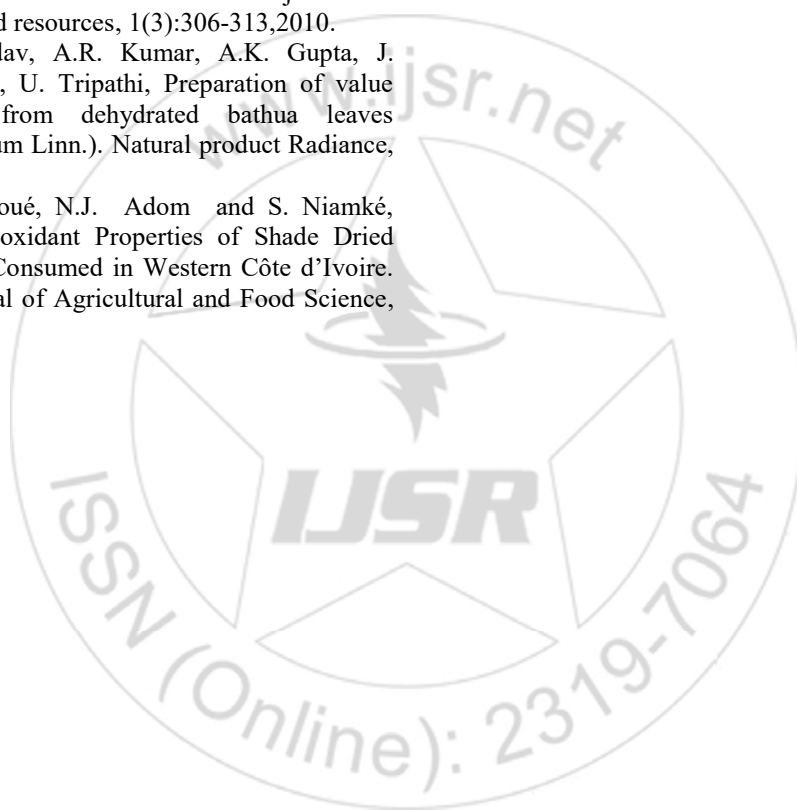 d resources, 1(3):306-313,2010.
dav, A.R. Kumar, A.K. Gupta, J.
, U. Tripathi, Preparation of value
from dehydrated bathua leaves
um Linn.). Natural product Radiance,
oué, N.J. Adom and S. Niamké,
oxidant Properties of Shade Dried
Consumed in Western Côte d'Ivoire.
al of Agricultural and Food Science,
www.ijsr.net
IJSR
ISSN (Online): 2319-7064